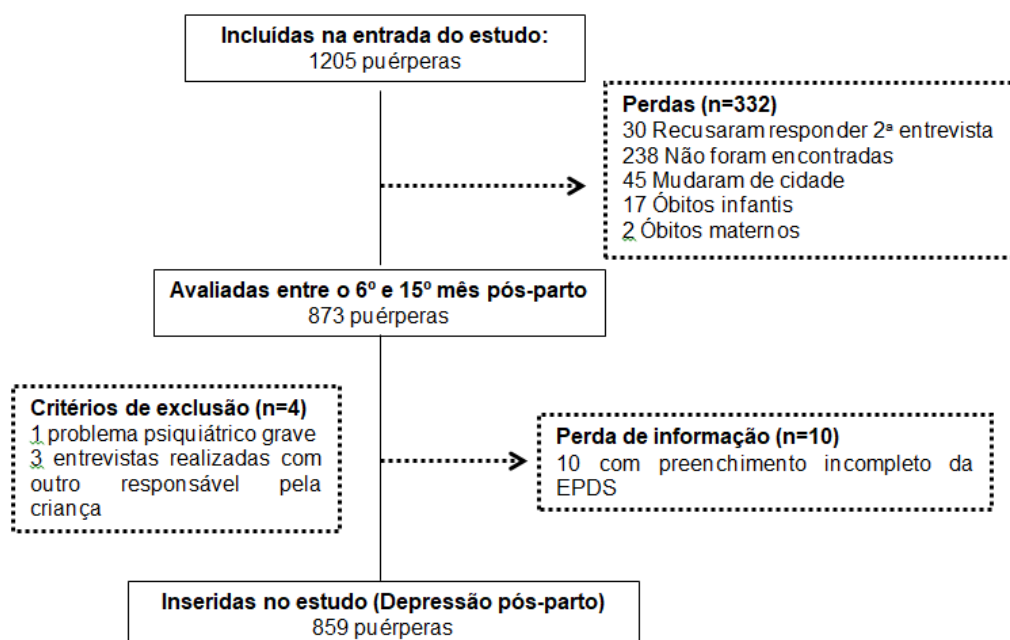 Incluídas na entrada do estudo:
1205 puérperas
Perdas (n=332)
30 Recusaram responder 2ª entrevista
238 Não foram encontradas
45 Mudaram de cidade
17 Óbitos infantis
2 Óbitos maternos
Avaliadas entre o 6º e 15º mês pós-parto
873 puérperas
Critérios de exclusão (n=4)
1 problema psiquiátrico grave
3 entrevistas realizadas com
outro responsável pela
criança
Perda de informação (n=10)
10 com preenchimento incompleto da
EPDS
Inseridas no estudo (Depressão pós-parto)
859 puérperas